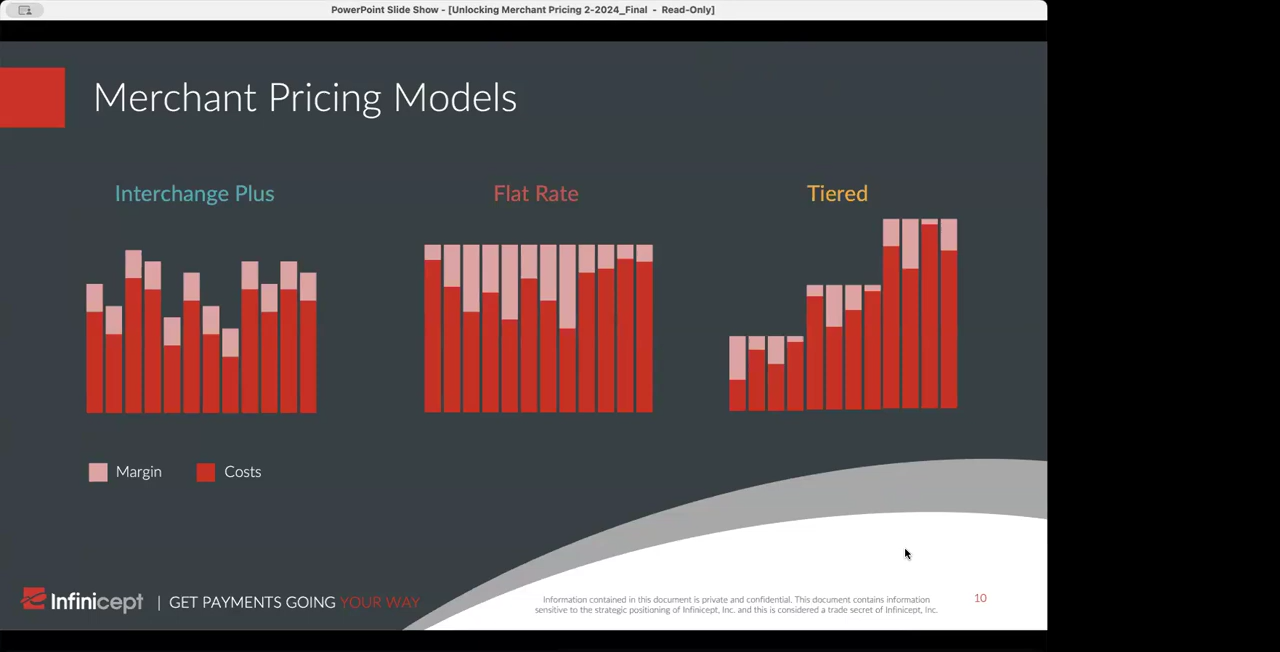 PowerPoint Slide Show - [Unlocking Merchant Pricing 2-2024_Final - Read-Only]
Merchant Pricing Models
Interchange Plus
Flat Rate
Tiered
Margin
Costs
Infinicept | GET PAYMENTS GOING YOUR WAY
Information contained in this document is private and confidential. This document contains information
sensitive to the strategic positioning of Infinicept, Inc. and this is considered a trade secret of Infinicept, Inc.
10